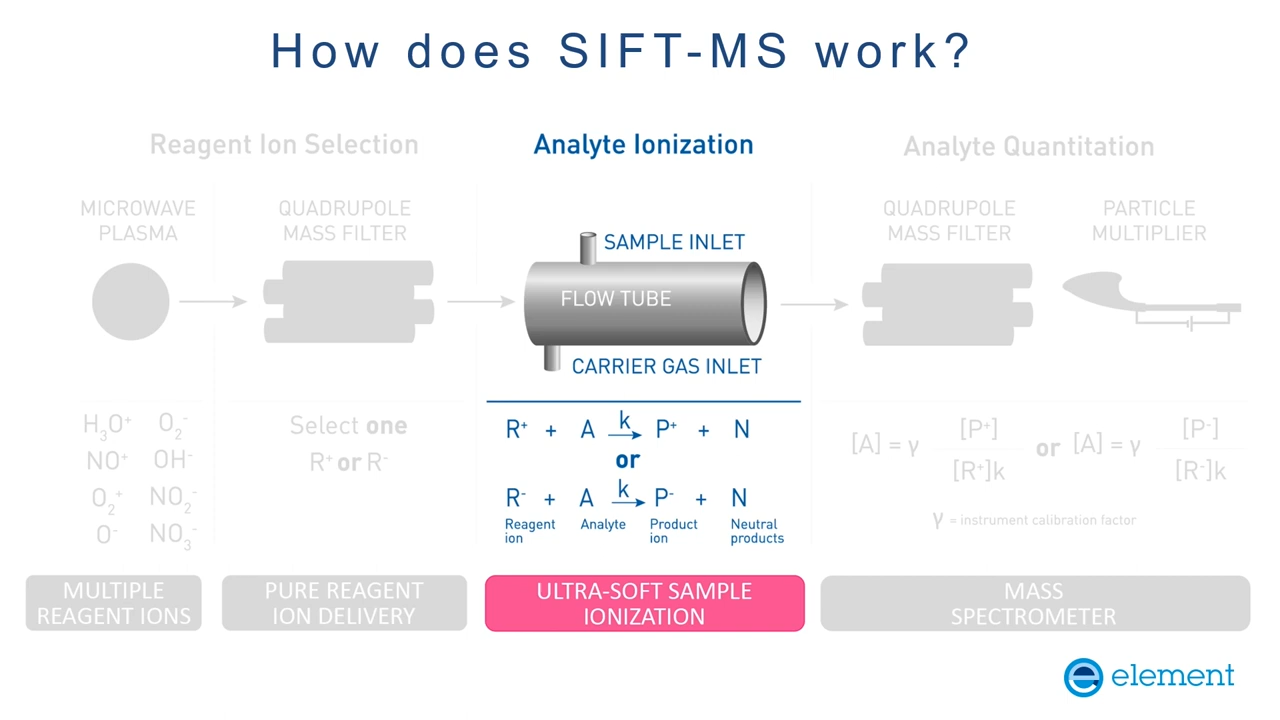 How does SIFT-MS work?
Reagent Ion Selection
Analyte Ionization
Analyte Quantitation
MICROWAVE
PLASMA
QUADRUPOLE
MASS FILTER
SAMPLE INLET
FLOW TUBE
CARRIER GAS INLET
QUADRUPOLE
MASS FILTER
PARTICLE
MULTIPLIER
H₃O⁺ O₂⁻
NO⁺ OH⁻
O₂⁺ NO₂⁻
O⁻ NO₃⁻
Select one
R⁺ or R⁻
R⁺ + A k→ P⁺ + N
or
R⁻ + A k→ P⁻ + N
Reagent ion
Analyte
Product ion
Neutral products
[A] = γ [P⁺] / [R⁺]k or [A] = γ [P⁻] / [R⁻]k
γ = instrument calibration factor
MULTIPLE
REAGENT IONS
PURE REAGENT
ION DELIVERY
ULTRA-SOFT SAMPLE
IONIZATION
MASS
SPECTROMETER
element